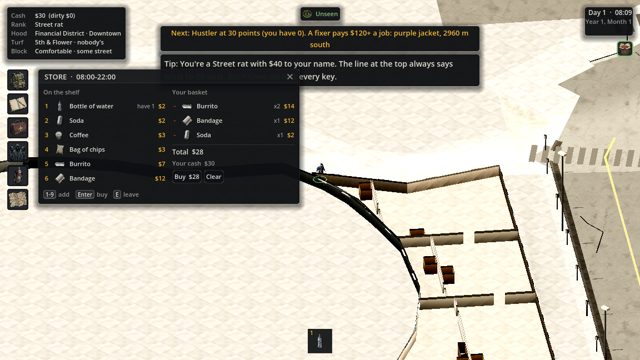 Cash $30 (dirty $0)
Rank Street rat
Hood Financial District · Downtown
Turf 5th & Flower · nobody's
Block Comfortable · some street
Unseen
Day 1 · 08:09
Year 1, Month 1
Next: Hustler at 30 points (you have 0). A fixer pays $120+ a job: purple jacket, 2960 m
south
Tip: You're a Street rat with $40 to your name. The line at the top always says
every key.
STORE · 08:00-22:00
On the shelf
1 Bottle of water have 1 $2
2 Soda $2
3 Coffee $3
4 Bag of chips $3
5 Burrito $7
6 Bandage $12
1-9 add Enter buy E leave
Your basket
- Burrito x2 $14
- Bandage x1 $12
- Soda x1 $2
Total $28
Your cash $30
Buy $28 Clear
1